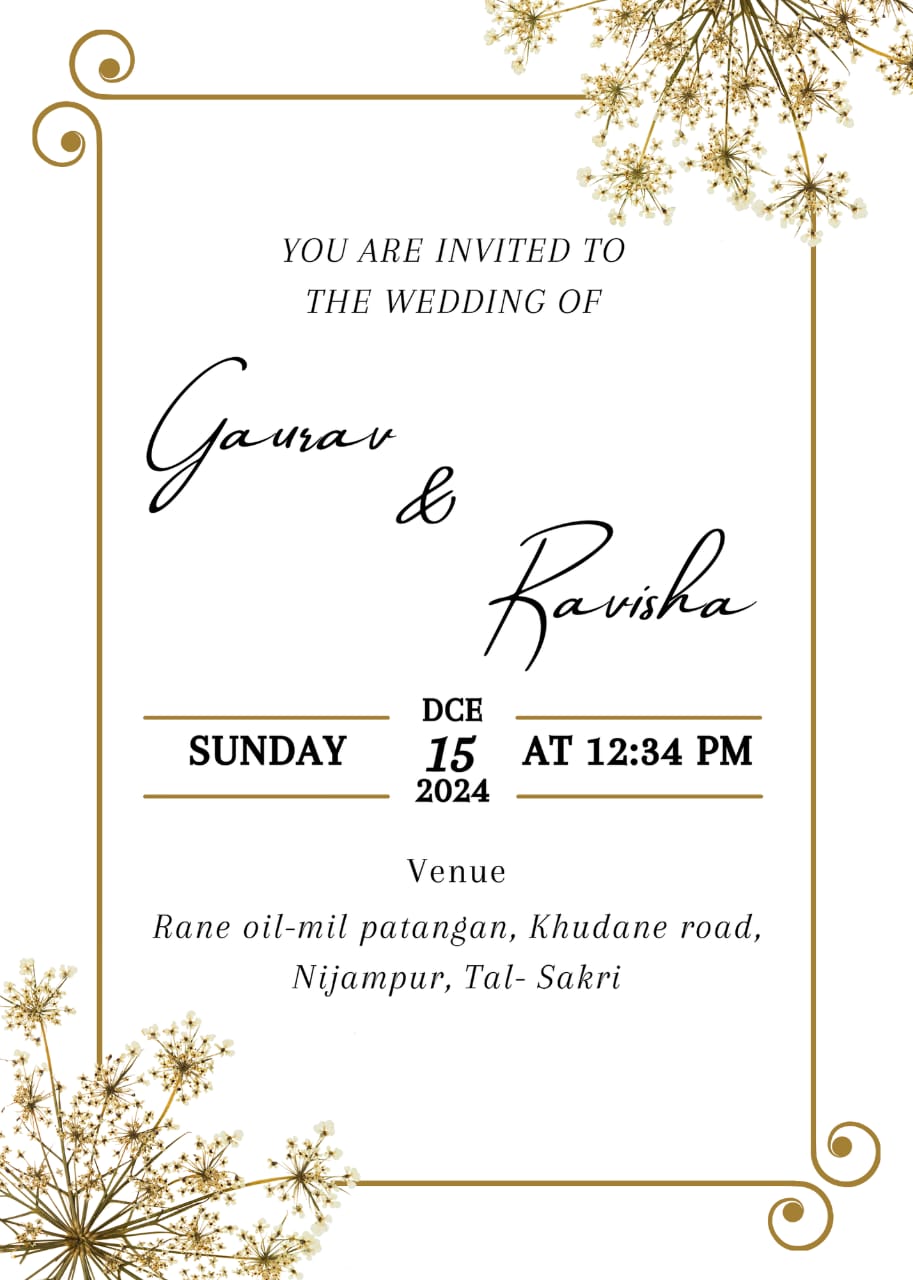 YOU ARE INVITED TO
THE WEDDING OF
Gaurav
&
Ravisha
DCE
SUNDAY 15 AT 12:34 PM
2024
Venue
Rane oil-mil patangan, Khudane road,
Nijampur, Tal- Sakri